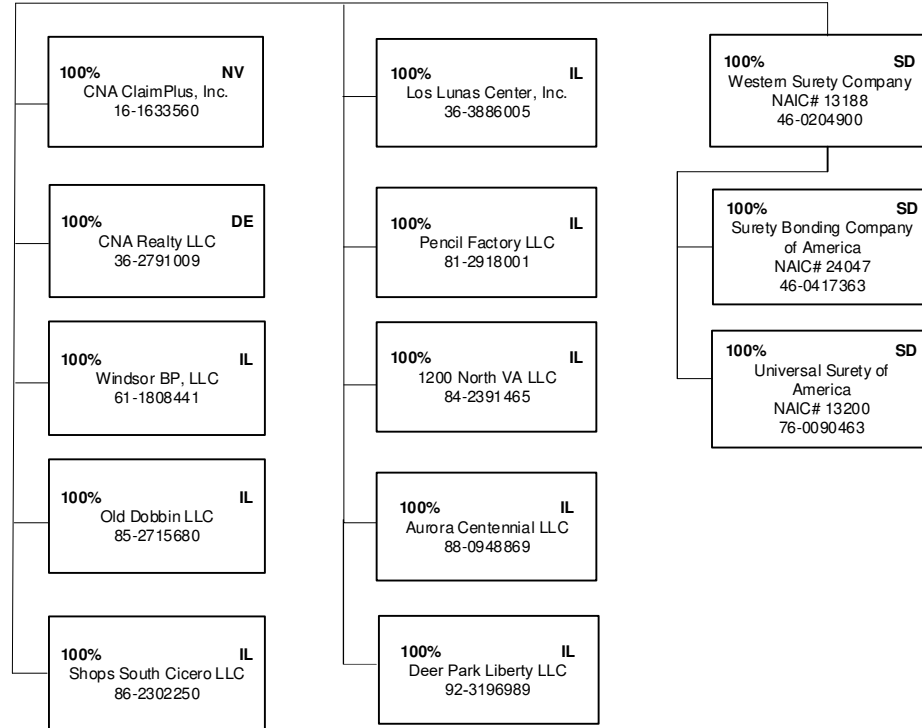 100% NV
CNA ClaimPlus, Inc.
16-1633560
100% DE
CNA Realty LLC
36-2791009
100% IL
Windsor BP, LLC
61-1808441
100% IL
Old Dobbin LLC
85-2715680
100% IL
Shops South Cicero LLC
86-2302250
100% IL
Los Lunas Center, Inc.
36-3886005
100% IL
Pencil Factory LLC
81-2918001
100% IL
1200 North VA LLC
84-2391465
100% IL
Aurora Centennial LLC
88-0948869
100% IL
Deer Park Liberty LLC
92-3196989
100% SD
Western Surety Company
NAIC# 13188
46-0204900
100% SD
Surety Bonding Company
of America
NAIC# 24047
46-0417363
100% SD
Universal Surety of
America
NAIC# 13200
76-0090463